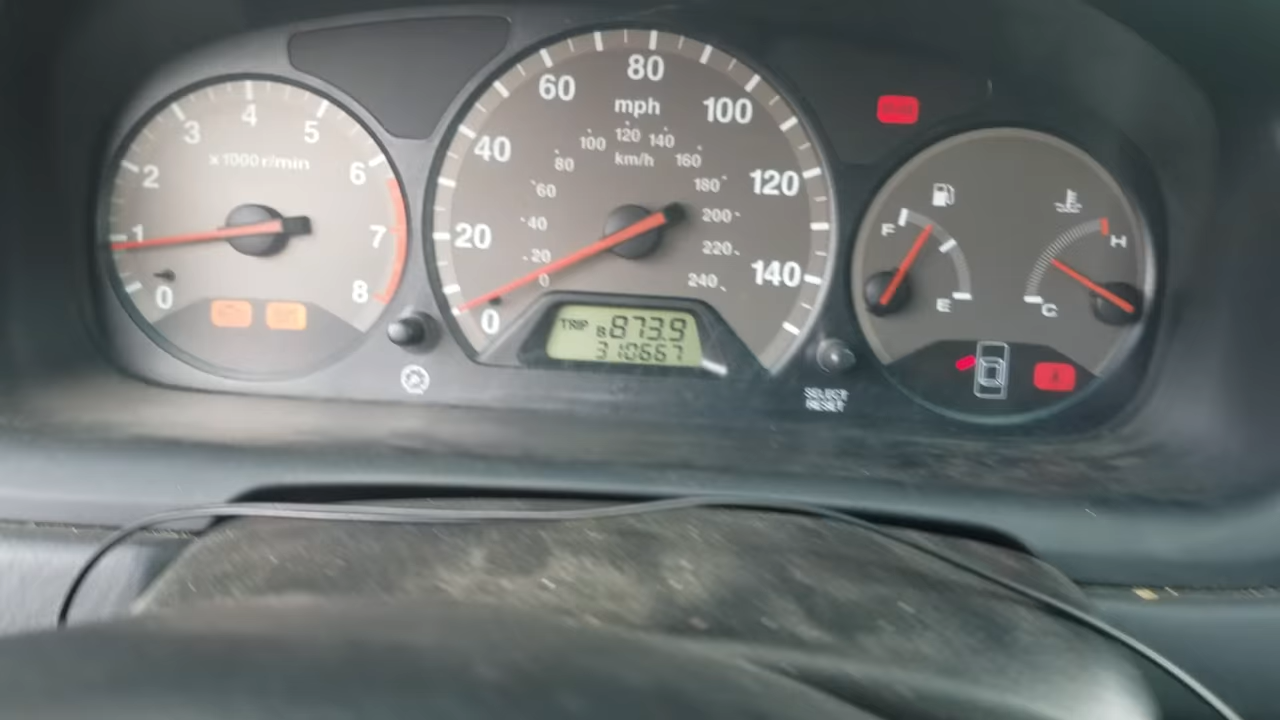 0 1 2 3 4 5 6 7 8
x1000 r/min
0 20 40 60 80 100 120 140
mph
0 20 40 60 80 100 120 140 160 180 200 220 240
km/h
TRIP B 873.9
310667
SELECT
RESET
F
E
H
C